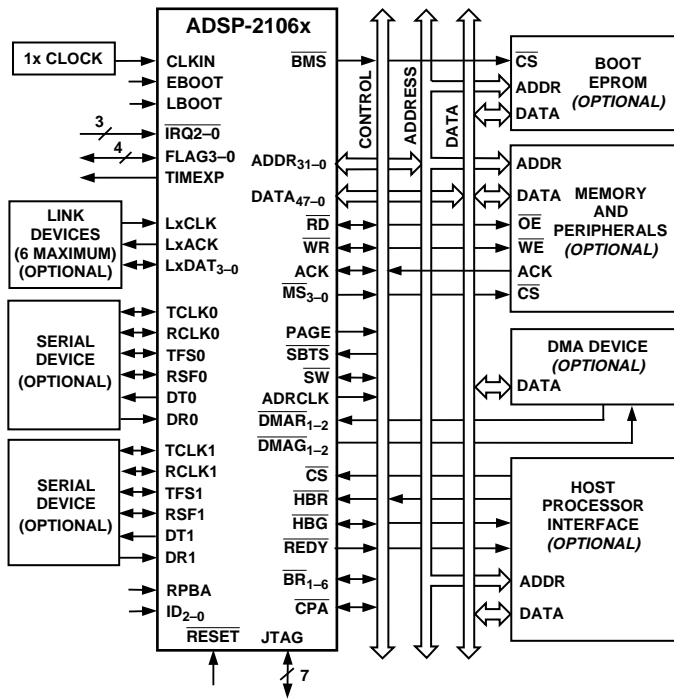 ADSP-2106x
1x CLOCK
CLKIN
EBOOT
LBOOT
3
IRQ2–0
4
FLAG3–0
TIMEXP
LINK
DEVICES
(6 MAXIMUM)
(OPTIONAL)
LxCLK
LxACK
LxDAT3–0
SERIAL
DEVICE
(OPTIONAL)
TCLK0
RCLK0
TFS0
RSF0
DT0
DR0
SERIAL
DEVICE
(OPTIONAL)
TCLK1
RCLK1
TFS1
RSF1
DT1
DR1
RPBA
ID2–0
RESET
JTAG
7
BMS
ADDR31–0
DATA47–0
RD
WR
ACK
MS3–0
PAGE
SBTS
SW
ADRCLK
DMAR1–2
DMAG1–2
CS
HBR
HBG
REDY
BR1–6
CPA
CONTROL
ADDRESS
DATA
CS
ADDR
DATA
BOOT
EPROM
(OPTIONAL)
ADDR
DATA
OE
WE
ACK
CS
MEMORY
AND
PERIPHERALS
(OPTIONAL)
DMA DEVICE
(OPTIONAL)
DATA
HOST
PROCESSOR
INTERFACE
(OPTIONAL)
ADDR
DATA